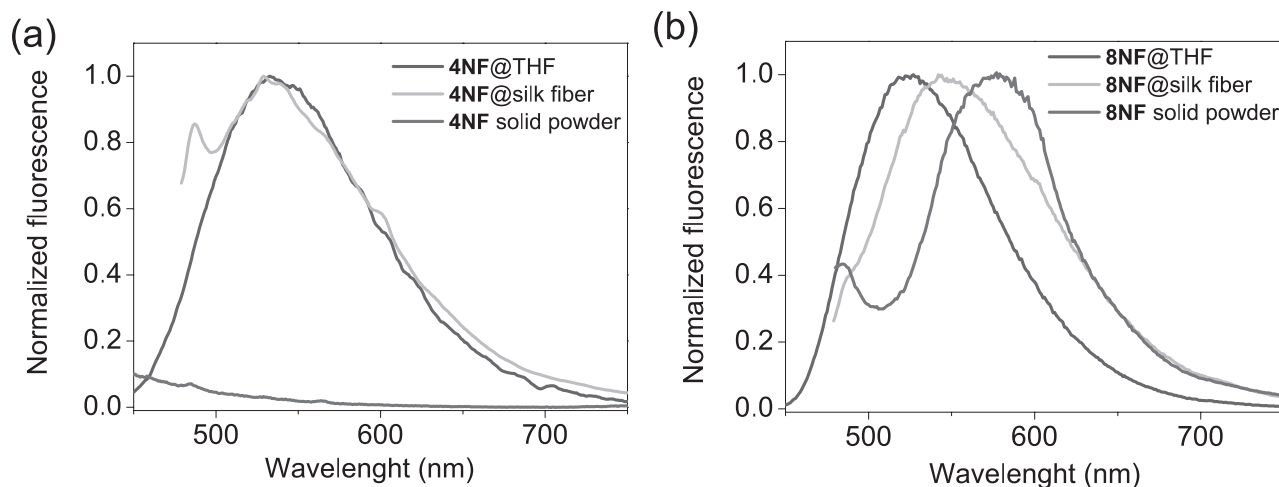 (a)
4NF@THF
4NF@silk fiber
4NF solid powder
1.0
0.8
0.6
0.4
0.2
0.0
Normalized fluorescence
500
600
700
Wavelenght (nm)
(b)
8NF@THF
8NF@silk fiber
8NF solid powder
1.0
0.8
0.6
0.4
0.2
0.0
Normalized fluorescence
500
600
700
Wavelenght (nm)